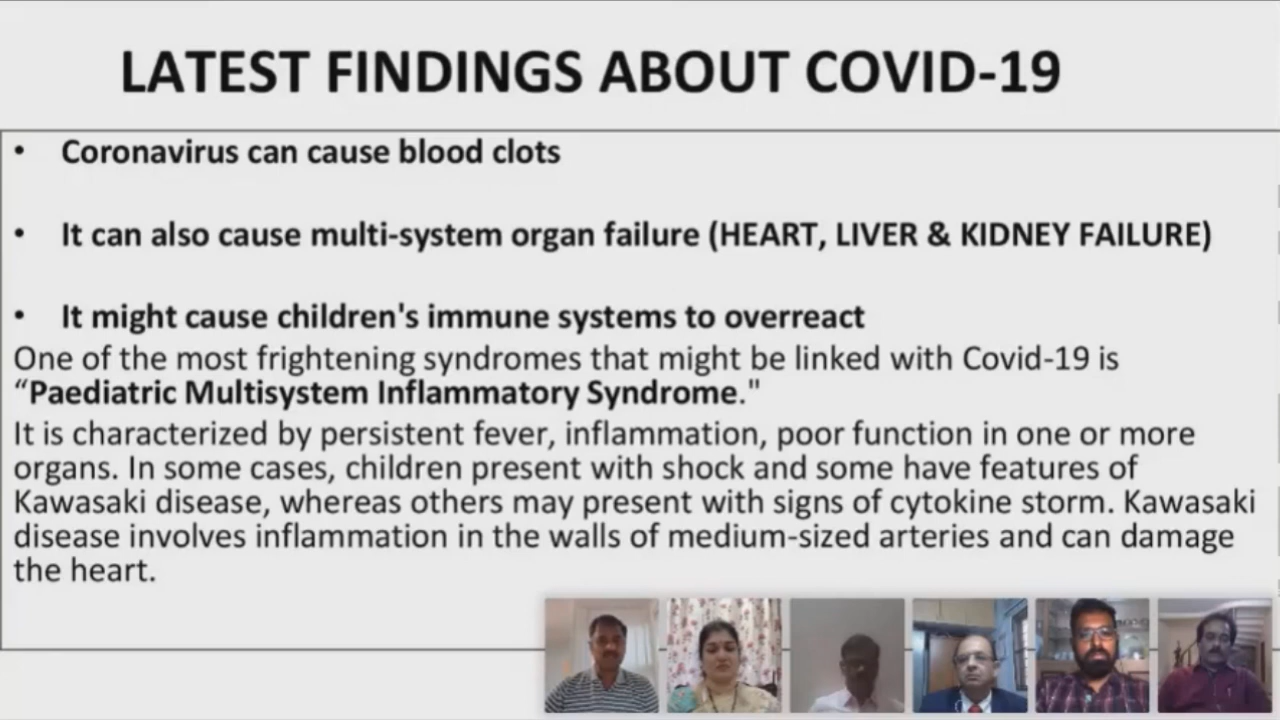 LATEST FINDINGS ABOUT COVID-19
• Coronavirus can cause blood clots
• It can also cause multi-system organ failure (HEART, LIVER & KIDNEY FAILURE)
• It might cause children's immune systems to overreact
One of the most frightening syndromes that might be linked with Covid-19 is
“Paediatric Multisystem Inflammatory Syndrome."
It is characterized by persistent fever, inflammation, poor function in one or more
organs. In some cases, children present with shock and some have features of
Kawasaki disease, whereas others may present with signs of cytokine storm. Kawasaki
disease involves inflammation in the walls of medium-sized arteries and can damage
the heart.